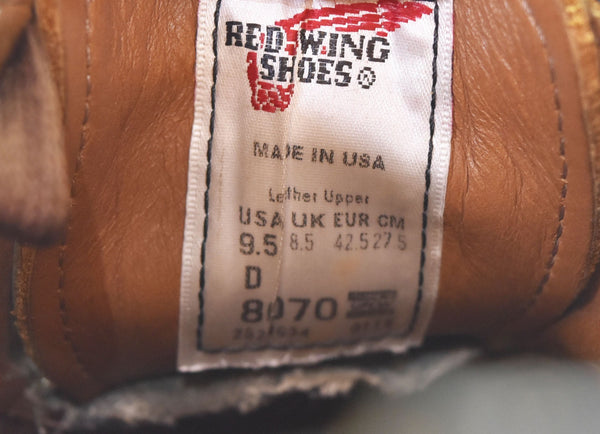 RED WING
SHOES ®
MADE IN USA
Leather Upper
USA UK EUR CM
9.5 8.5 42.5 27.5
D
8070